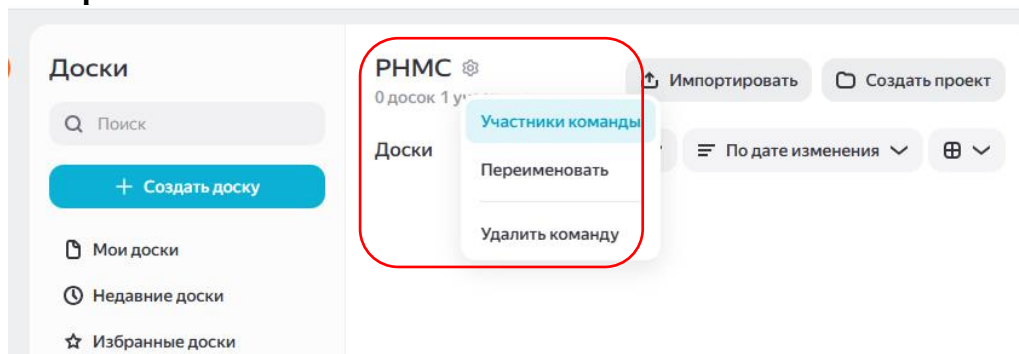 Доски
Поиск
+ Создать доску
Мои доски
Недавние доски
Избранные доски
РНМС
0 досок 1 уч
Импортировать
Создать проект
Доски
По дате изменения
Участники команды
Переименовать
Удалить команду